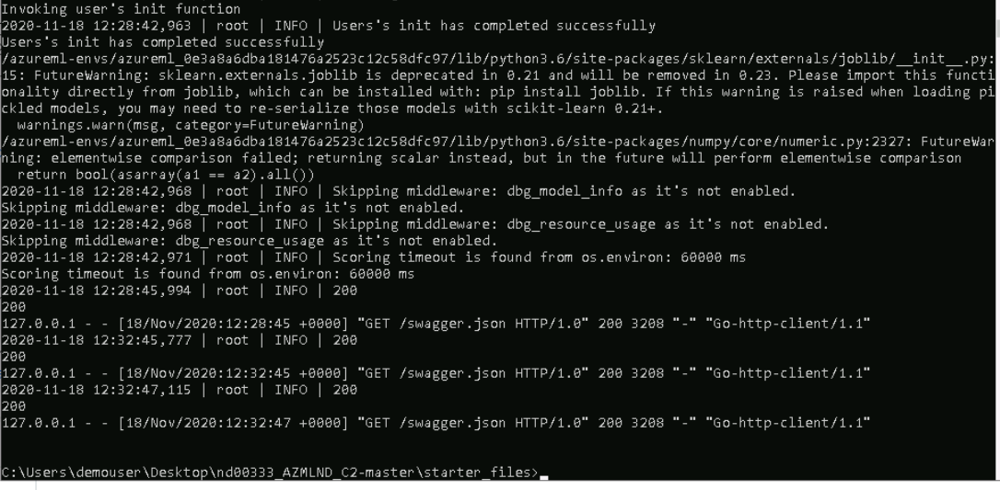 Invoking user's init function
2020-11-18 12:28:42,963 | root | INFO | Users's init has completed successfully
Users's init has completed successfully
/azureml-envs/azureml_0e3a8a6dba181476a2523c12c58dfc97/lib/python3.6/site-packages/sklearn/externals/joblib/__init__.py:
15: FutureWarning: sklearn.externals.joblib is deprecated in 0.21 and will be removed in 0.23. Please import this functi
onality directly from joblib, which can be installed with: pip install joblib. If this warning is raised when loading pi
ckled models, you may need to re-serialize those models with scikit-learn 0.21+.
  warnings.warn(msg, category=FutureWarning)
/azureml-envs/azureml_0e3a8a6dba181476a2523c12c58dfc97/lib/python3.6/site-packages/numpy/core/numeric.py:2327: FutureWar
ning: elementwise comparison failed; returning scalar instead, but in the future will perform elementwise comparison
  return bool(asarray(a1 == a2).all())
2020-11-18 12:28:42,968 | root | INFO | Skipping middleware: dbg_model_info as it's not enabled.
Skipping middleware: dbg_model_info as it's not enabled.
2020-11-18 12:28:42,968 | root | INFO | Skipping middleware: dbg_resource_usage as it's not enabled.
Skipping middleware: dbg_resource_usage as it's not enabled.
2020-11-18 12:28:42,971 | root | INFO | Scoring timeout is found from os.environ: 60000 ms
Scoring timeout is found from os.environ: 60000 ms
2020-11-18 12:28:45,994 | root | INFO | 200
200
127.0.0.1 - - [18/Nov/2020:12:28:45 +0000] "GET /swagger.json HTTP/1.0" 200 3208 "-" "Go-http-client/1.1"
2020-11-18 12:32:45,777 | root | INFO | 200
200
127.0.0.1 - - [18/Nov/2020:12:32:45 +0000] "GET /swagger.json HTTP/1.0" 200 3208 "-" "Go-http-client/1.1"
2020-11-18 12:32:47,115 | root | INFO | 200
200
127.0.0.1 - - [18/Nov/2020:12:32:47 +0000] "GET /swagger.json HTTP/1.0" 200 3208 "-" "Go-http-client/1.1"
C:\Users\demouser\Desktop\nd00333_AZMLND_C2-master\starter_files>